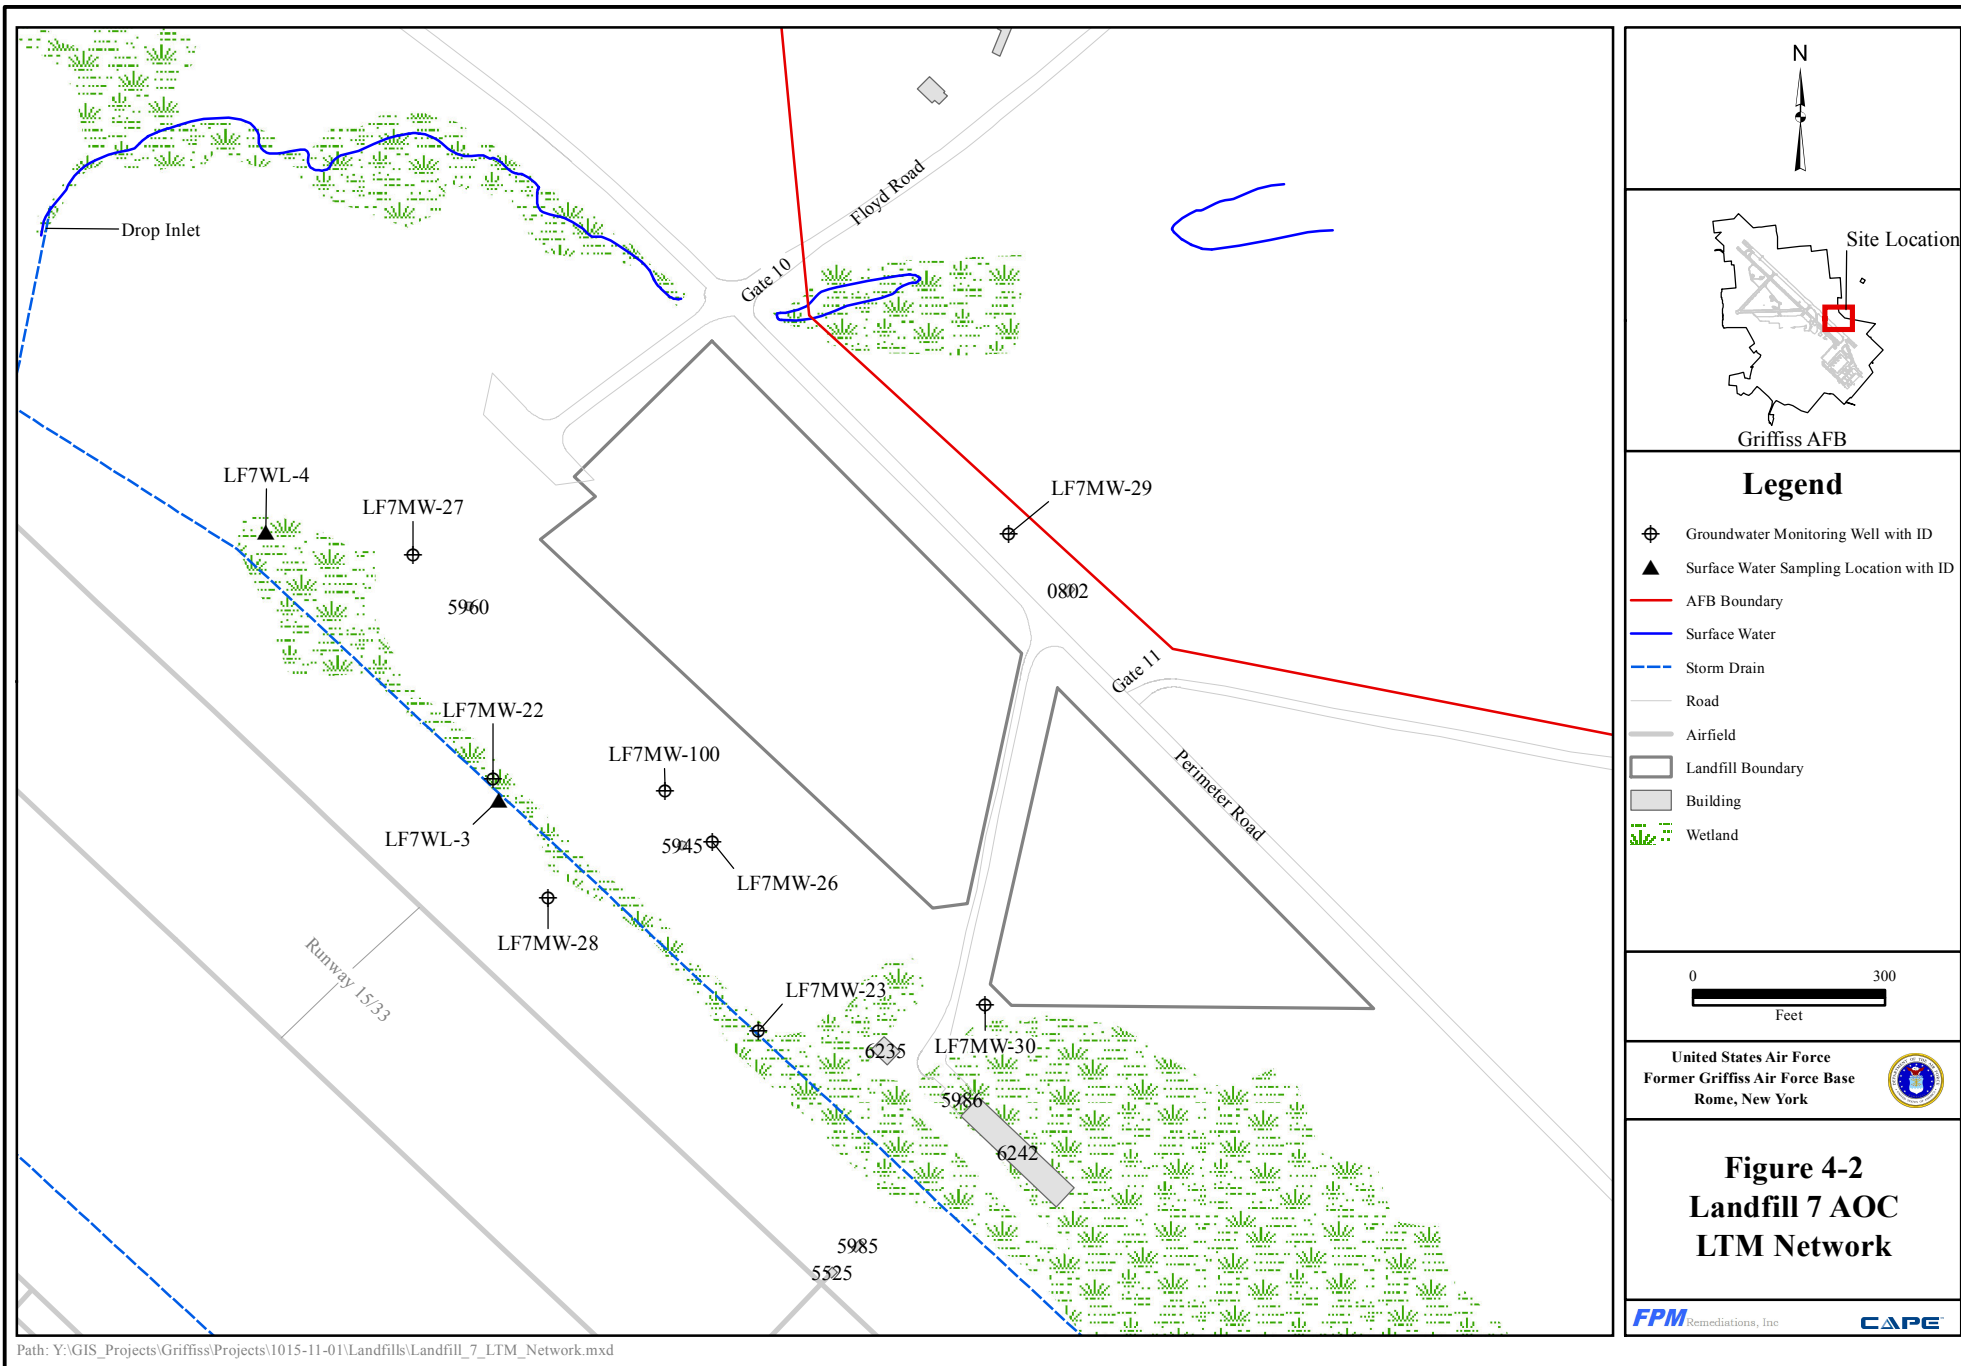 Drop Inlet
Floyd Road
Gate 10
LF7WL-4
LF7MW-27
LF7MW-29
5960
0802
Gate 11
LF7MW-22
LF7MW-100
Perimeter Road
LF7WL-3
5945
LF7MW-26
LF7MW-28
Runway 15/33
LF7MW-23
LF7MW-30
6235
5986
6242
5985
5525
N
Site Location
Griffiss AFB
Legend
Groundwater Monitoring Well with ID
Surface Water Sampling Location with ID
AFB Boundary
Surface Water
Storm Drain
Road
Airfield
Landfill Boundary
Building
Wetland
0 300
Feet
United States Air Force
Former Griffiss Air Force Base
Rome, New York
Figure 4-2
Landfill 7 AOC
LTM Network
FPM Remediations, Inc
CAPE
Path: Y:\GIS_Projects\Griffiss\Projects\1015-11-01\Landfills\Landfill_7_LTM_Network.mxd